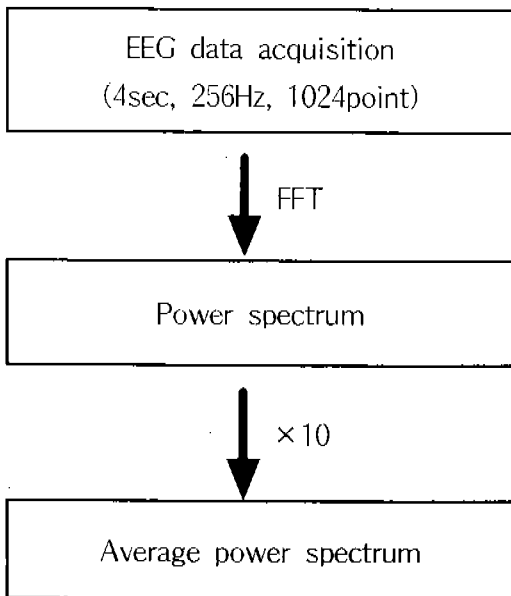 EEG data acquisition
(4sec, 256Hz, 1024point)
FFT
Power spectrum
×10
Average power spectrum